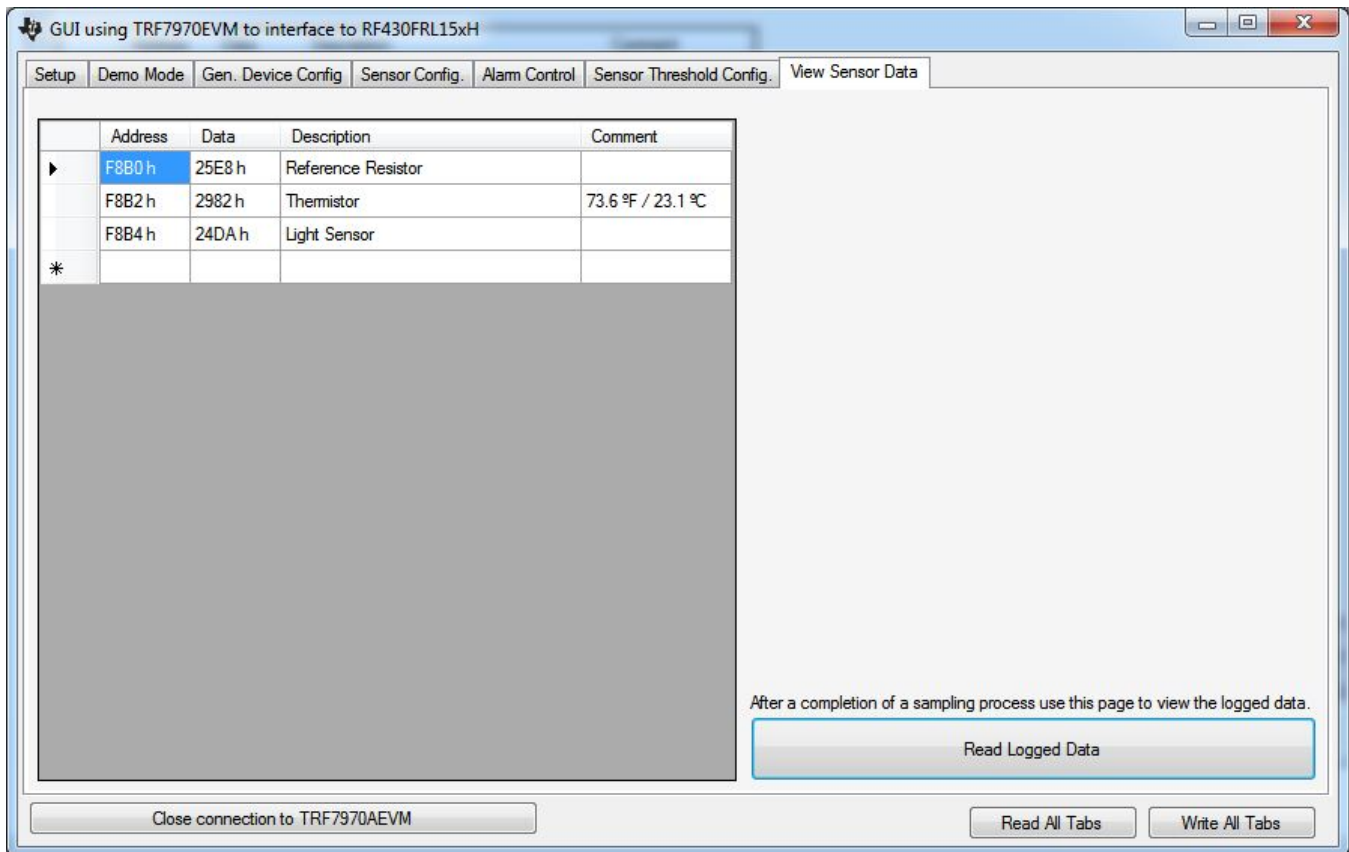 GUI using TRF7970EVM to interface to RF430FRL15xH
Setup Demo Mode Gen. Device Config Sensor Config. Alarm Control Sensor Threshold Config. View Sensor Data
Address Data Description Comment
F8B0 h 25E8 h Reference Resistor
F8B2 h 2982 h Thermistor 73.6 ºF / 23.1 ºC
F8B4 h 24DA h Light Sensor
After a completion of a sampling process use this page to view the logged data.
Read Logged Data
Close connection to TRF7970AEVM Read All Tabs Write All Tabs